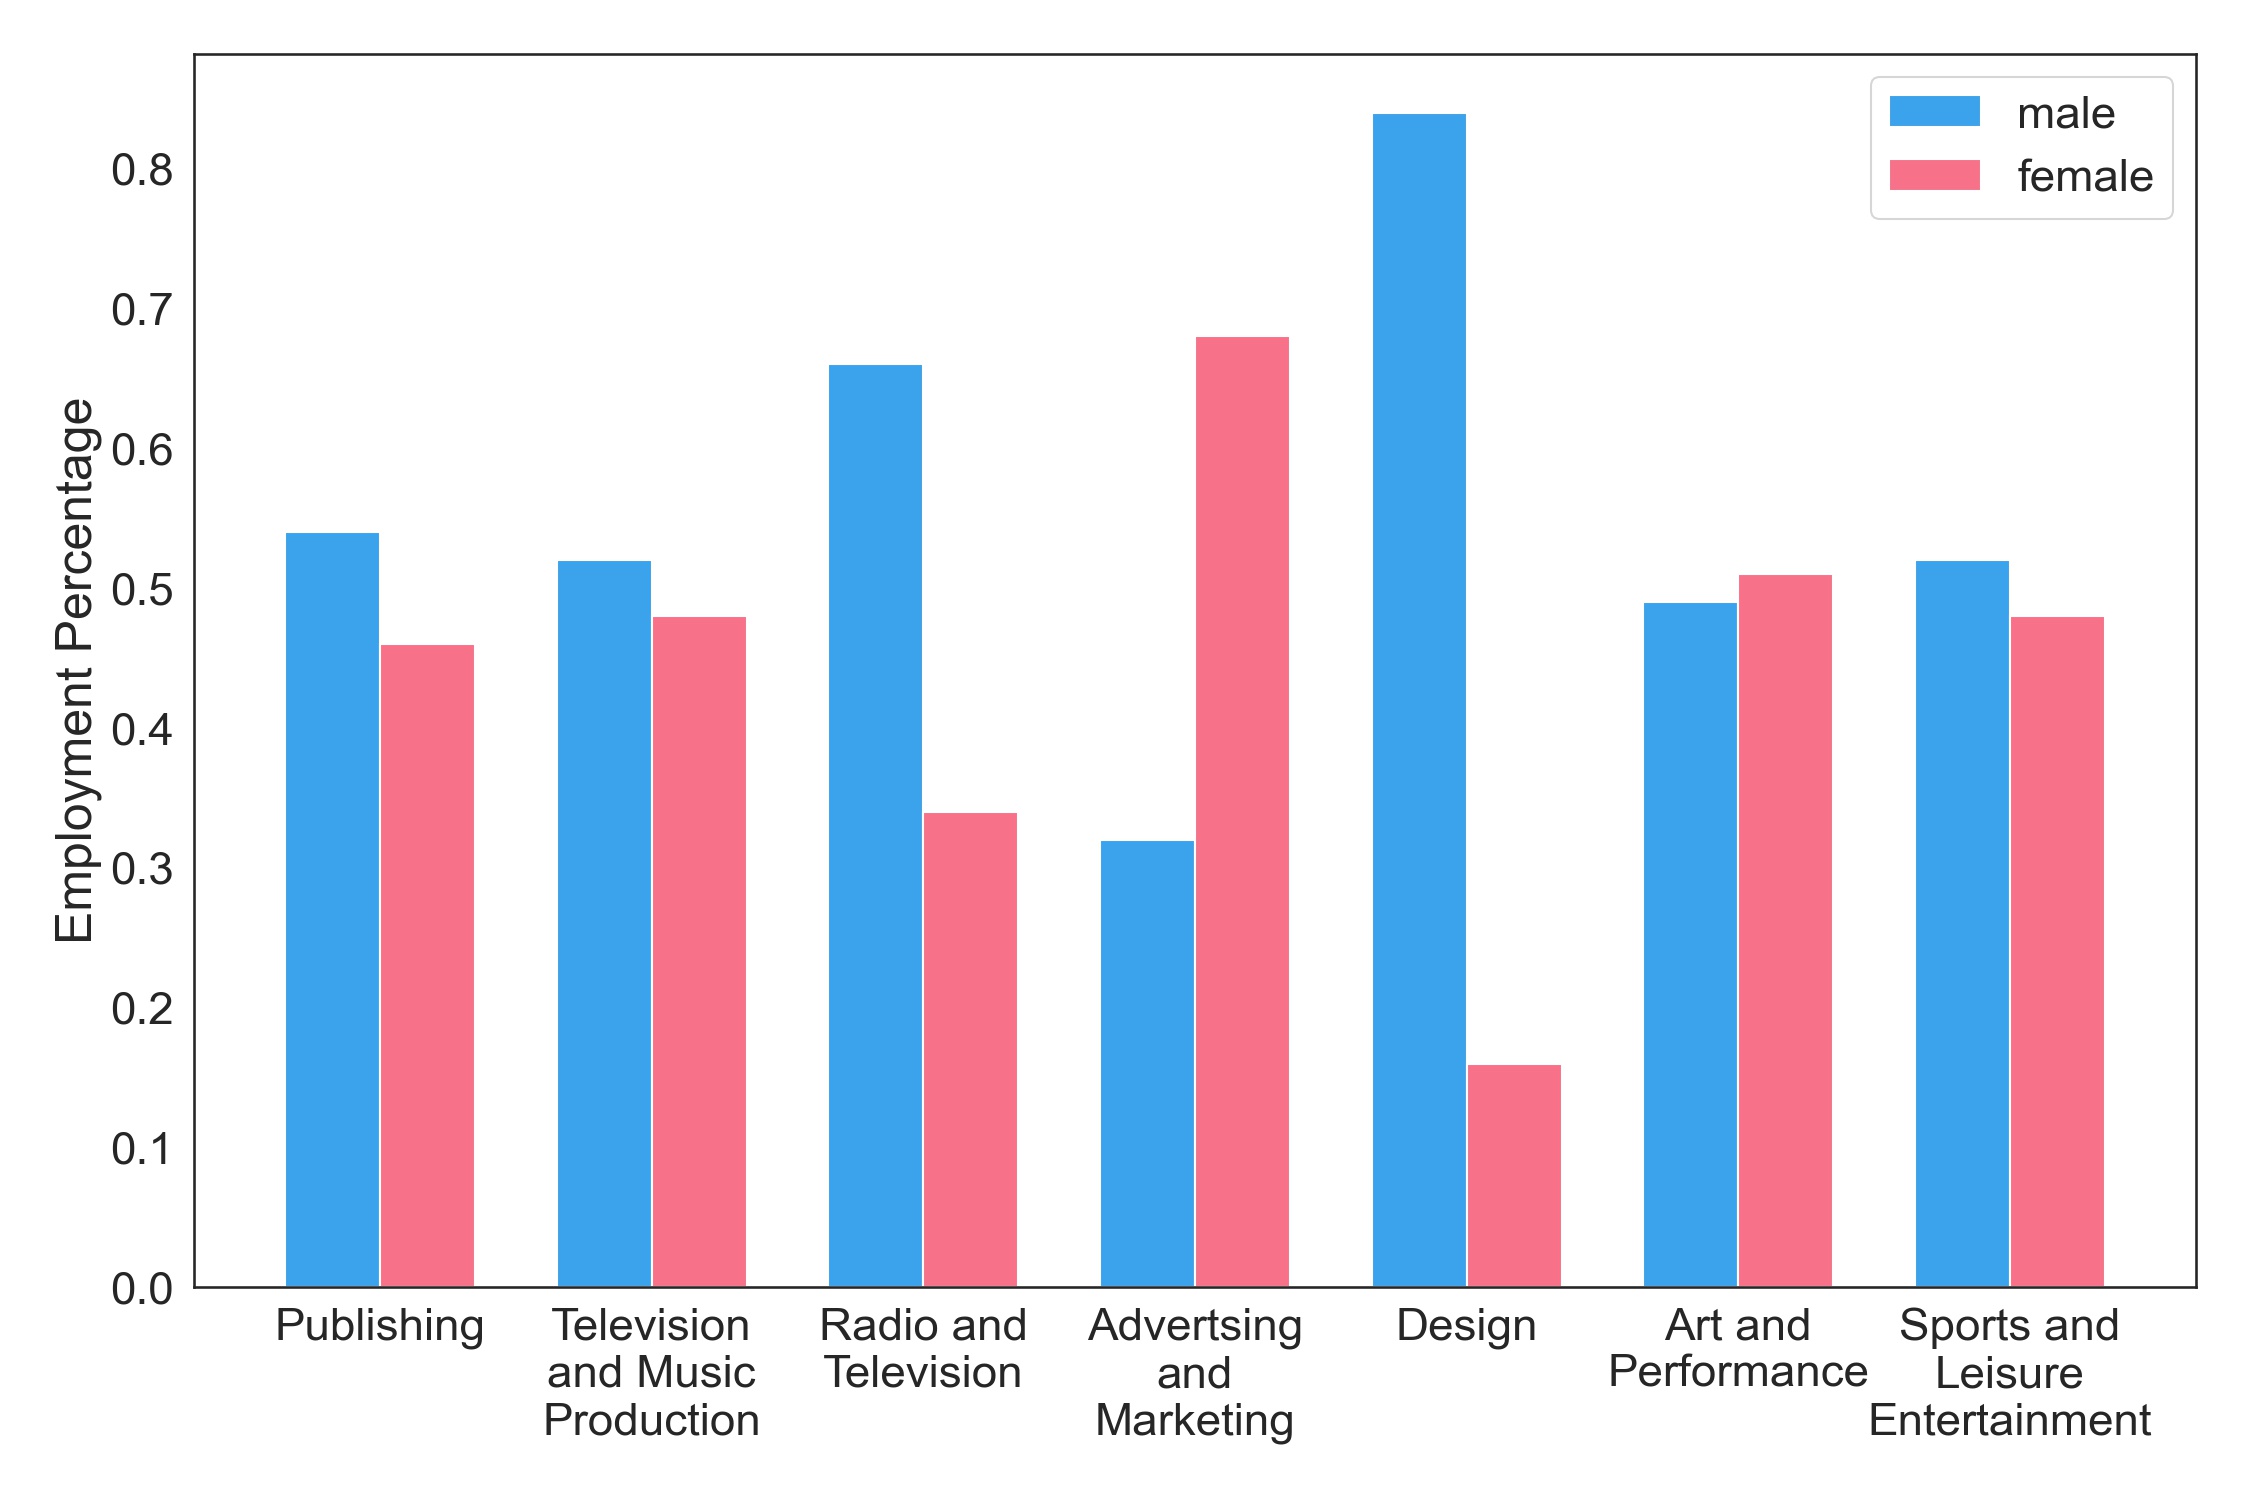 male
female
0.8
0.7
0.6
0.5
0.4
0.3
0.2
0.1
0.0
Employment Percentage
Publishing
Television
and Music
Production
Radio and
Television
Advertsing
and
Marketing
Design
Art and
Performance
Sports and
Leisure
Entertainment